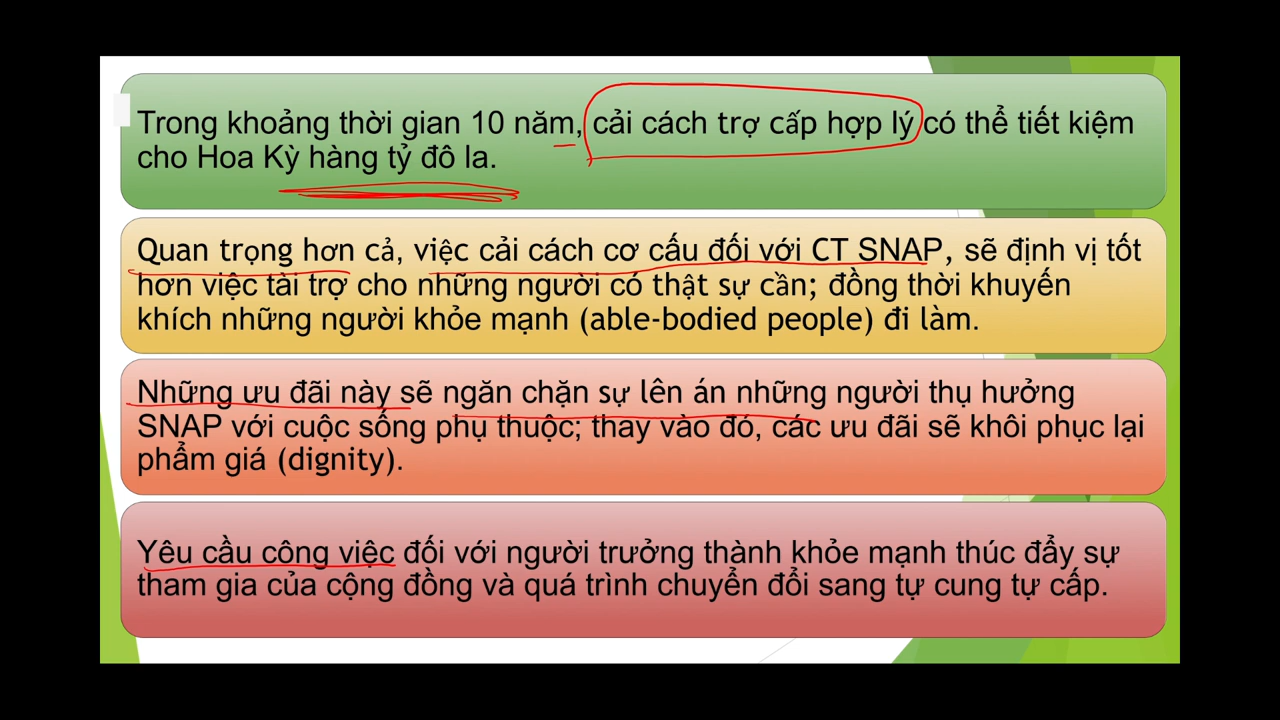 Trong khoảng thời gian 10 năm, cải cách trợ cấp hợp lý có thể tiết kiệm
cho Hoa Kỳ hàng tỷ đô la.
Quan trọng hơn cả, việc cải cách cơ cấu đối với CT SNAP, sẽ định vị tốt
hơn việc tài trợ cho những người có thật sự cần; đồng thời khuyến
khích những người khỏe mạnh (able-bodied people) đi làm.
Những ưu đãi này sẽ ngăn chặn sự lên án những người thụ hưởng
SNAP với cuộc sống phụ thuộc; thay vào đó, các ưu đãi sẽ khôi phục lại
phẩm giá (dignity).
Yêu cầu công việc đối với người trưởng thành khỏe mạnh thúc đẩy sự
tham gia của cộng đồng và quá trình chuyển đổi sang tự cung tự cấp.